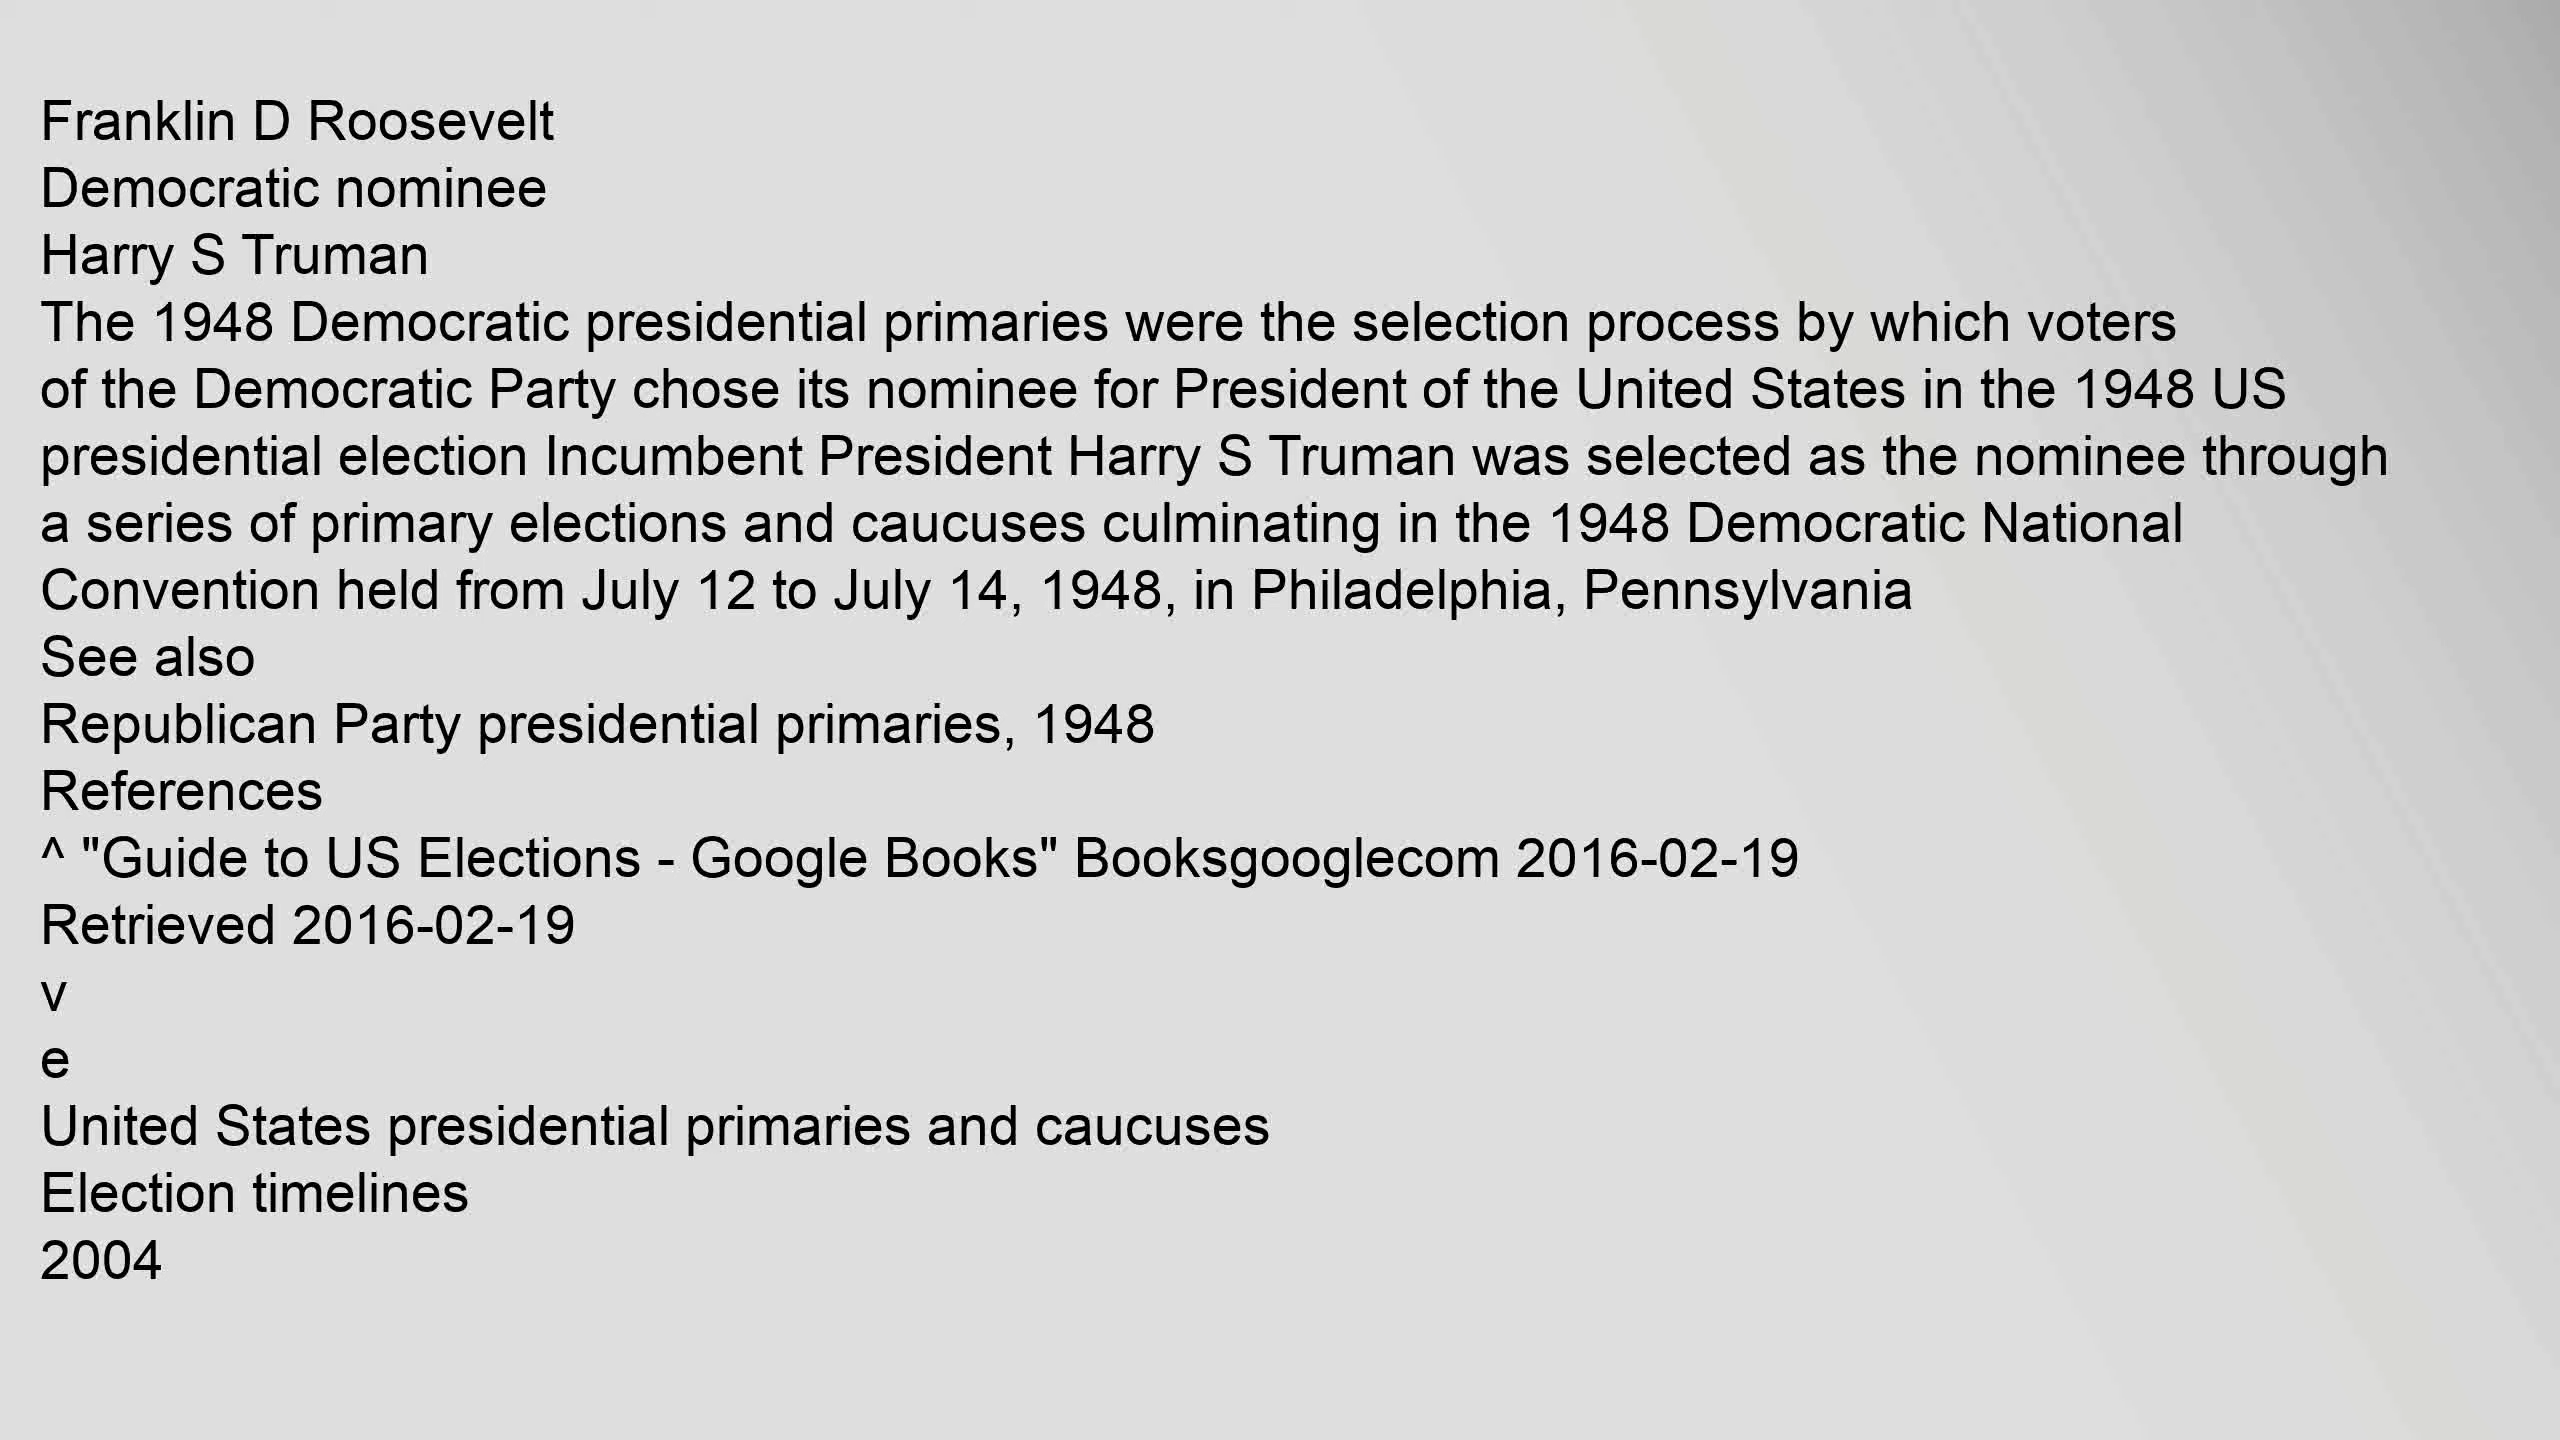 Franklin D Roosevelt
Democratic nominee
Harry S Truman
The 1948 Democratic presidential primaries were the selection process by which voters
of the Democratic Party chose its nominee for President of the United States in the 1948 US
presidential election Incumbent President Harry S Truman was selected as the nominee through
a series of primary elections and caucuses culminating in the 1948 Democratic National
Convention held from July 12 to July 14, 1948, in Philadelphia, Pennsylvania
See also
Republican Party presidential primaries, 1948
References
^ "Guide to US Elections - Google Books" Booksgooglecom 2016-02-19
Retrieved 2016-02-19
v
e
United States presidential primaries and caucuses
Election timelines
2004